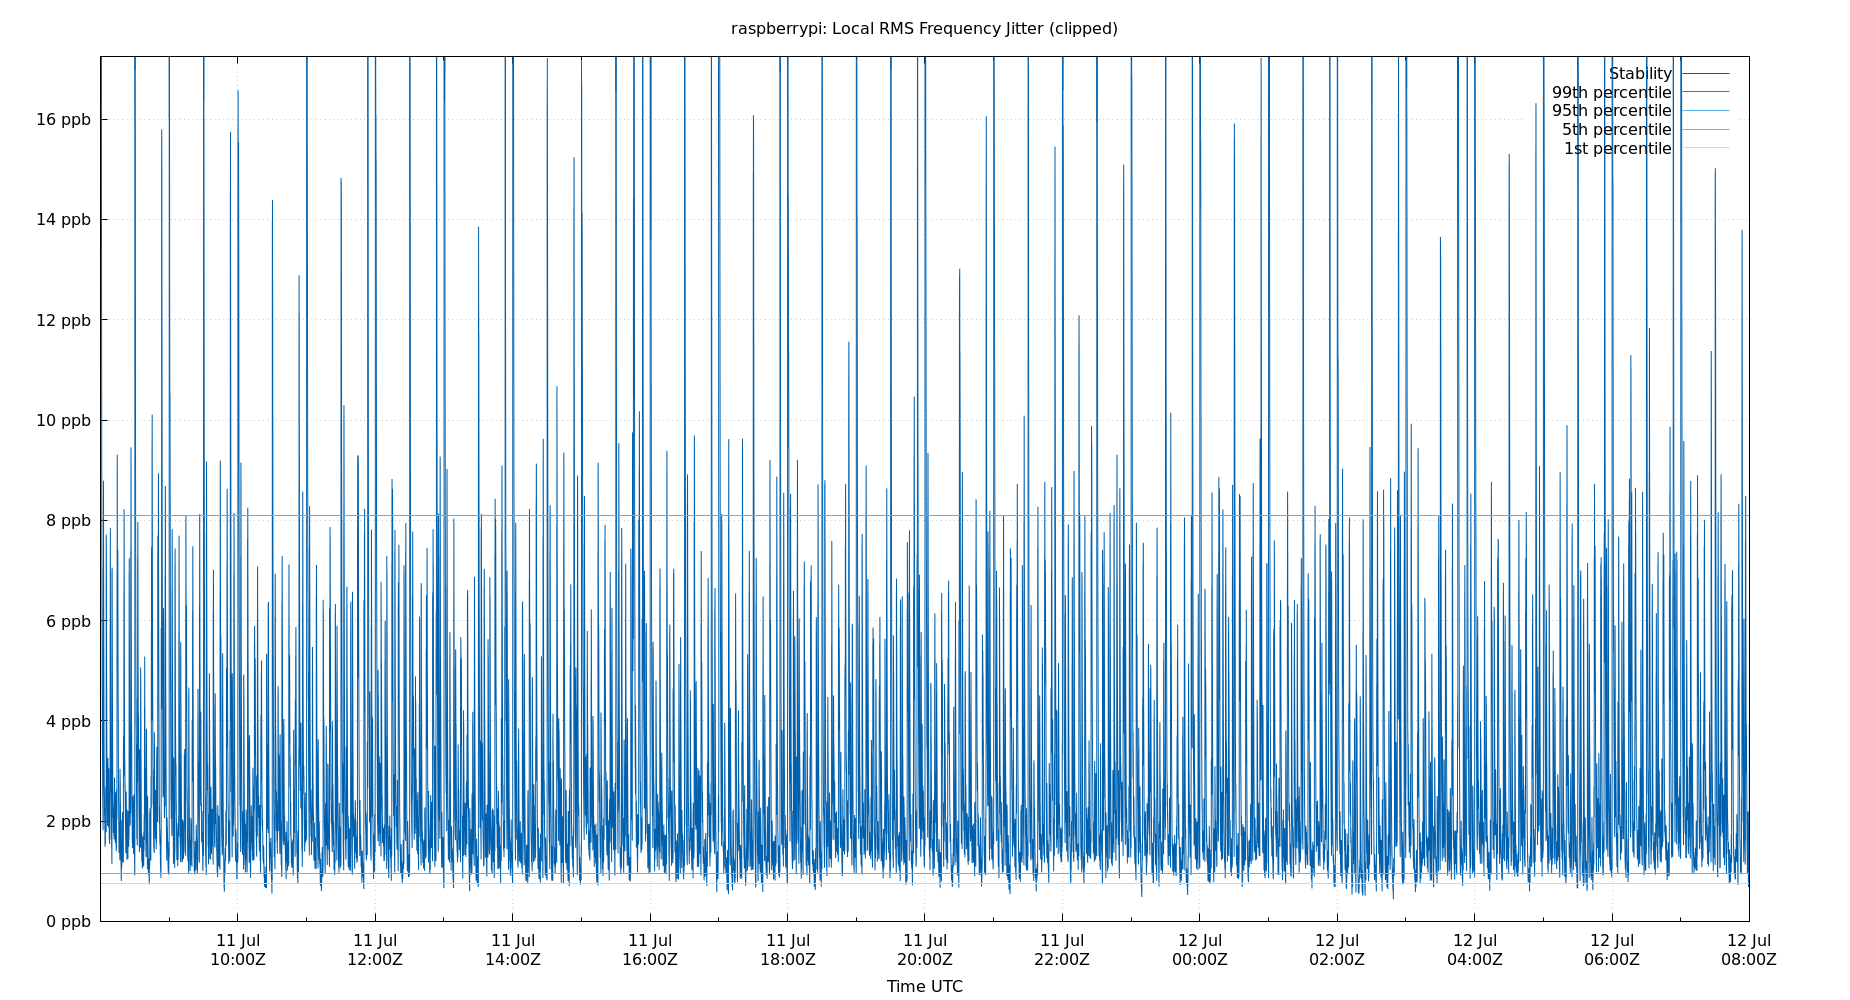 raspberrypi: Local RMS Frequency Jitter (clipped)
Stability
99th percentile
95th percentile
5th percentile
1st percentile
16 ppb
14 ppb
12 ppb
10 ppb
8 ppb
6 ppb
4 ppb
2 ppb
0 ppb
11 Jul 11 Jul 11 Jul 11 Jul 11 Jul 11 Jul 11 Jul 12 Jul 12 Jul 12 Jul 12 Jul 12 Jul
10:00Z 12:00Z 14:00Z 16:00Z 18:00Z 20:00Z 22:00Z 00:00Z 02:00Z 04:00Z 06:00Z 08:00Z
Time UTC